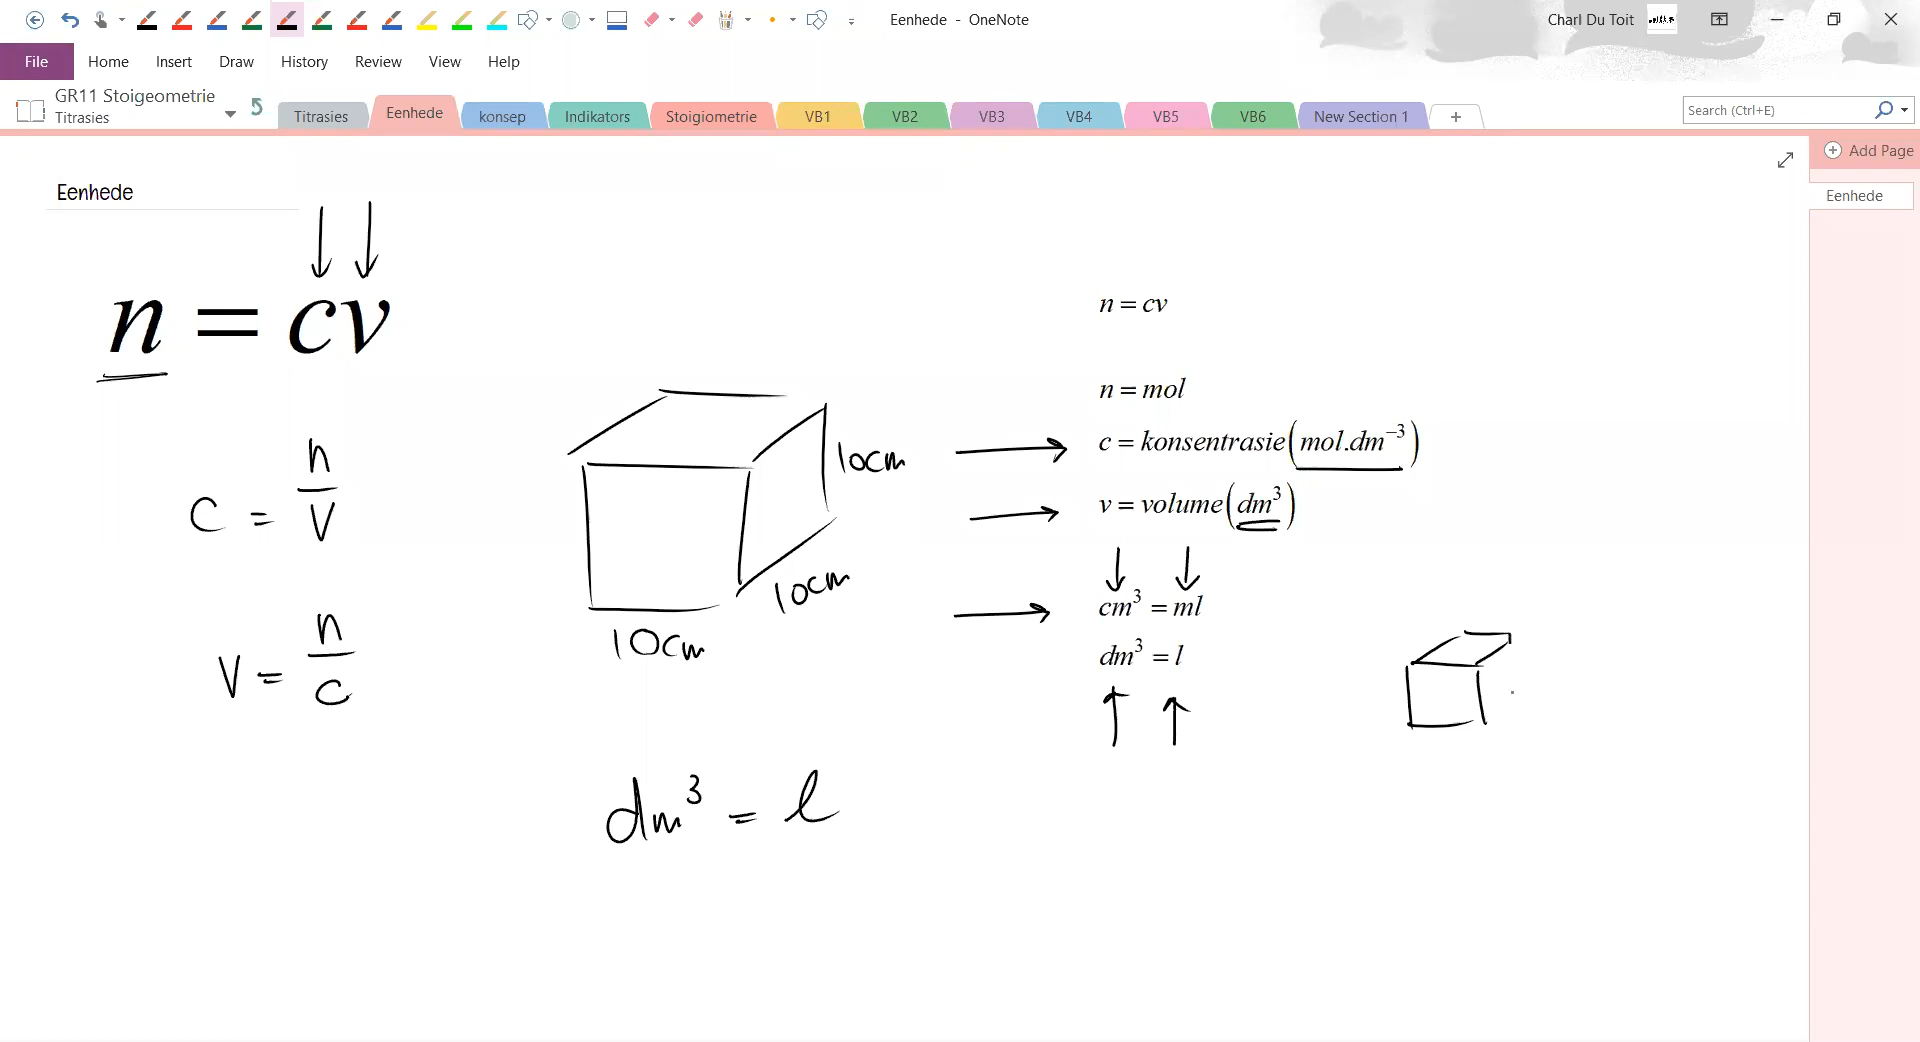 Eenhede - OneNote
Charl Du Toit
File Home Insert Draw History Review View Help
GR11 Stoigeometrie
Titrasies
Titrasies Eenhede konsep Indikators Stoigiometrie VB1 VB2 VB3 VB4 VB5 VB6 New Section 1 +
Search (Ctrl+E)
Add Page
Eenhede
Eenhede
n = cv
c = n/v
v = n/c
10cm
10cm
10cm
dm³ = l
n = cv
n = mol
c = konsentrasie(mol.dm⁻³)
v = volume(dm³)
cm³ = ml
dm³ = l